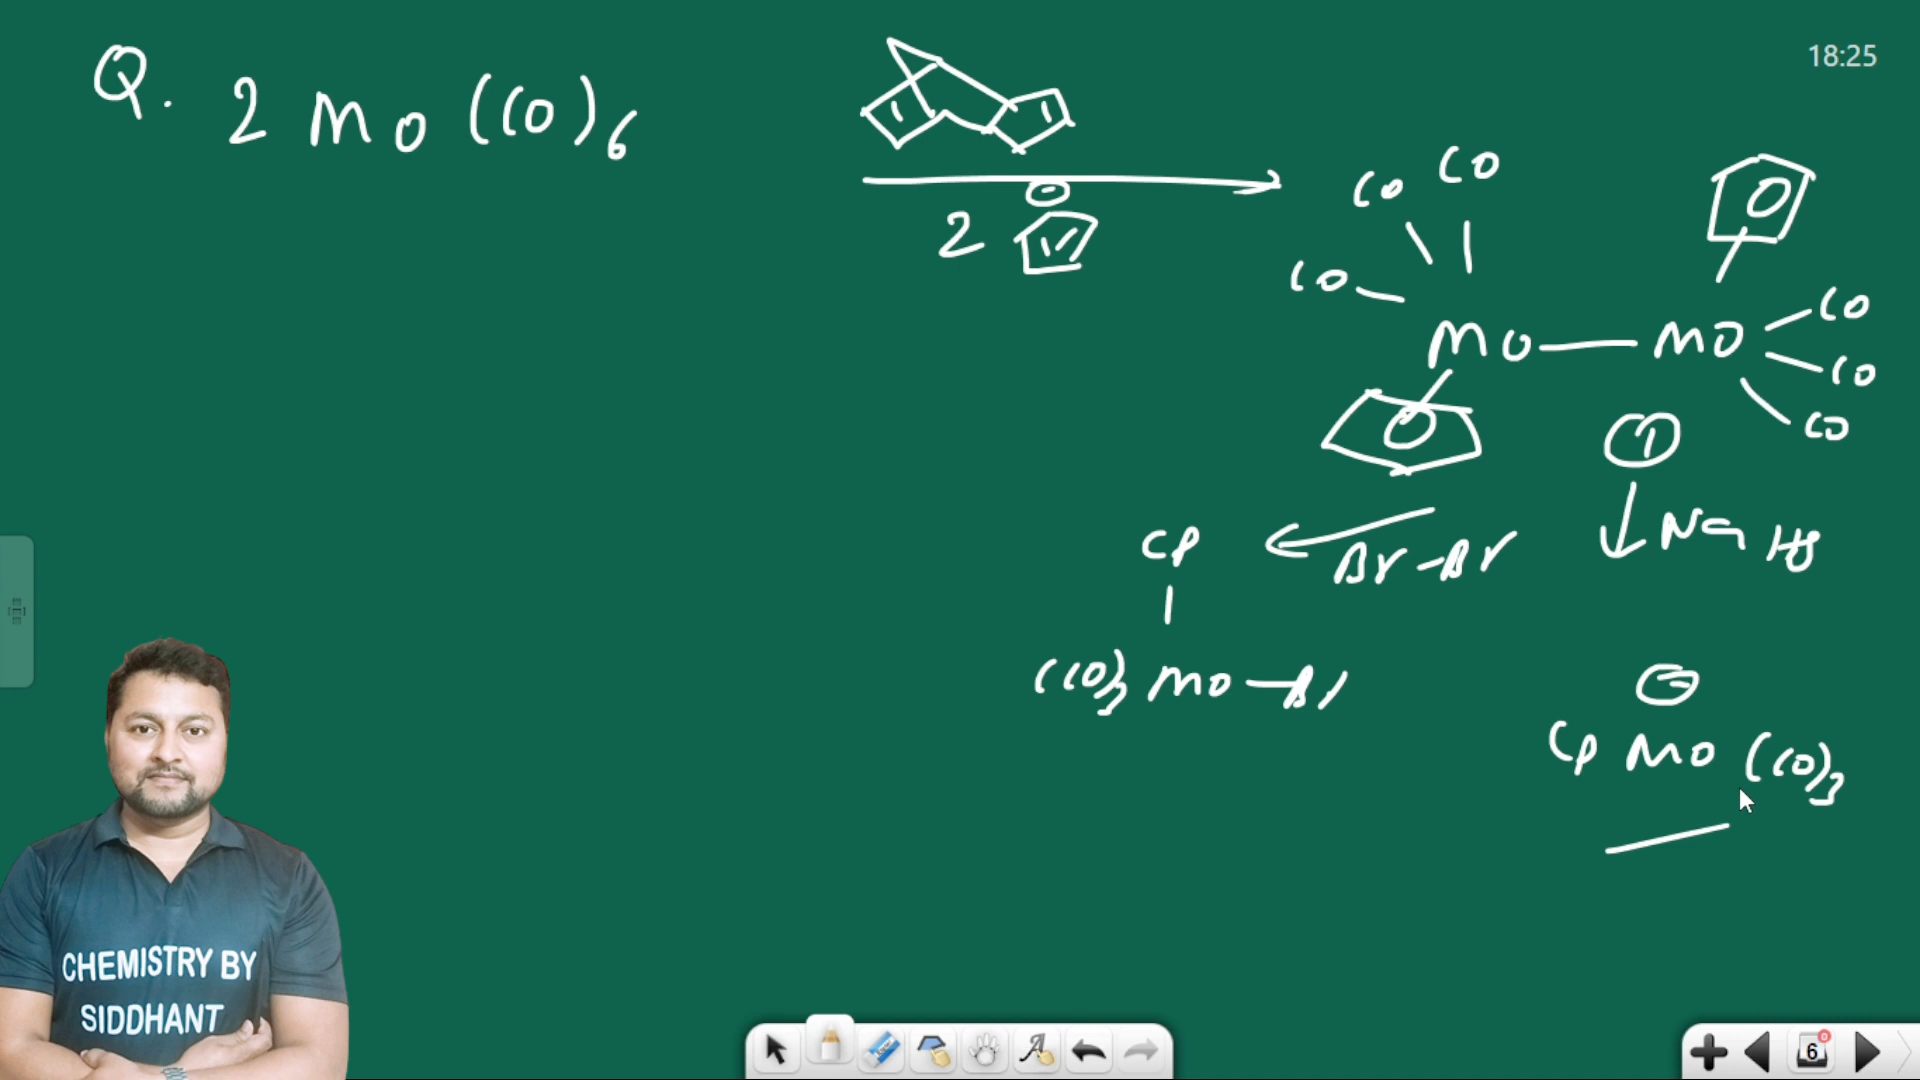 18:25
Q. 2 Mo (CO)6
2
CO CO
CO
Mo — Mo
CO
CO
CO
1
Na Hg
Br-Br
Cp
(CO)3 Mo — Br
Cp Mo (CO)3
CHEMISTRY BY
SIDDHANT
6